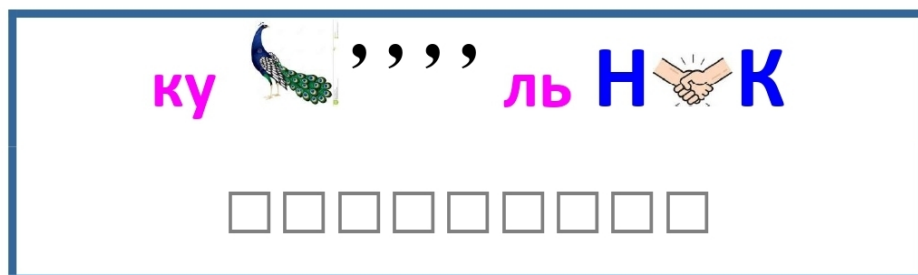 ку , , , , ль Н К